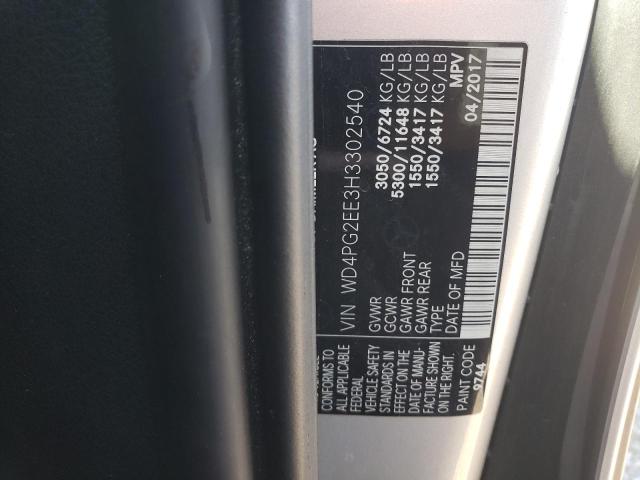 VIN WD4PG2EE3H3302540
GVWR 3050/6724 KG/LB
GCWR 5300/11648 KG/LB
GAWR FRONT 1550/3417 KG/LB
GAWR REAR 1550/3417 KG/LB
TYPE MPV
DATE OF MFD 04/2017
CONFORMS TO
ALL APPLICABLE
FEDERAL
VEHICLE SAFETY
STANDARDS IN
EFFECT ON THE
DATE OF MANU-
FACTURE SHOWN
ON THE RIGHT.
PAINT CODE
9744